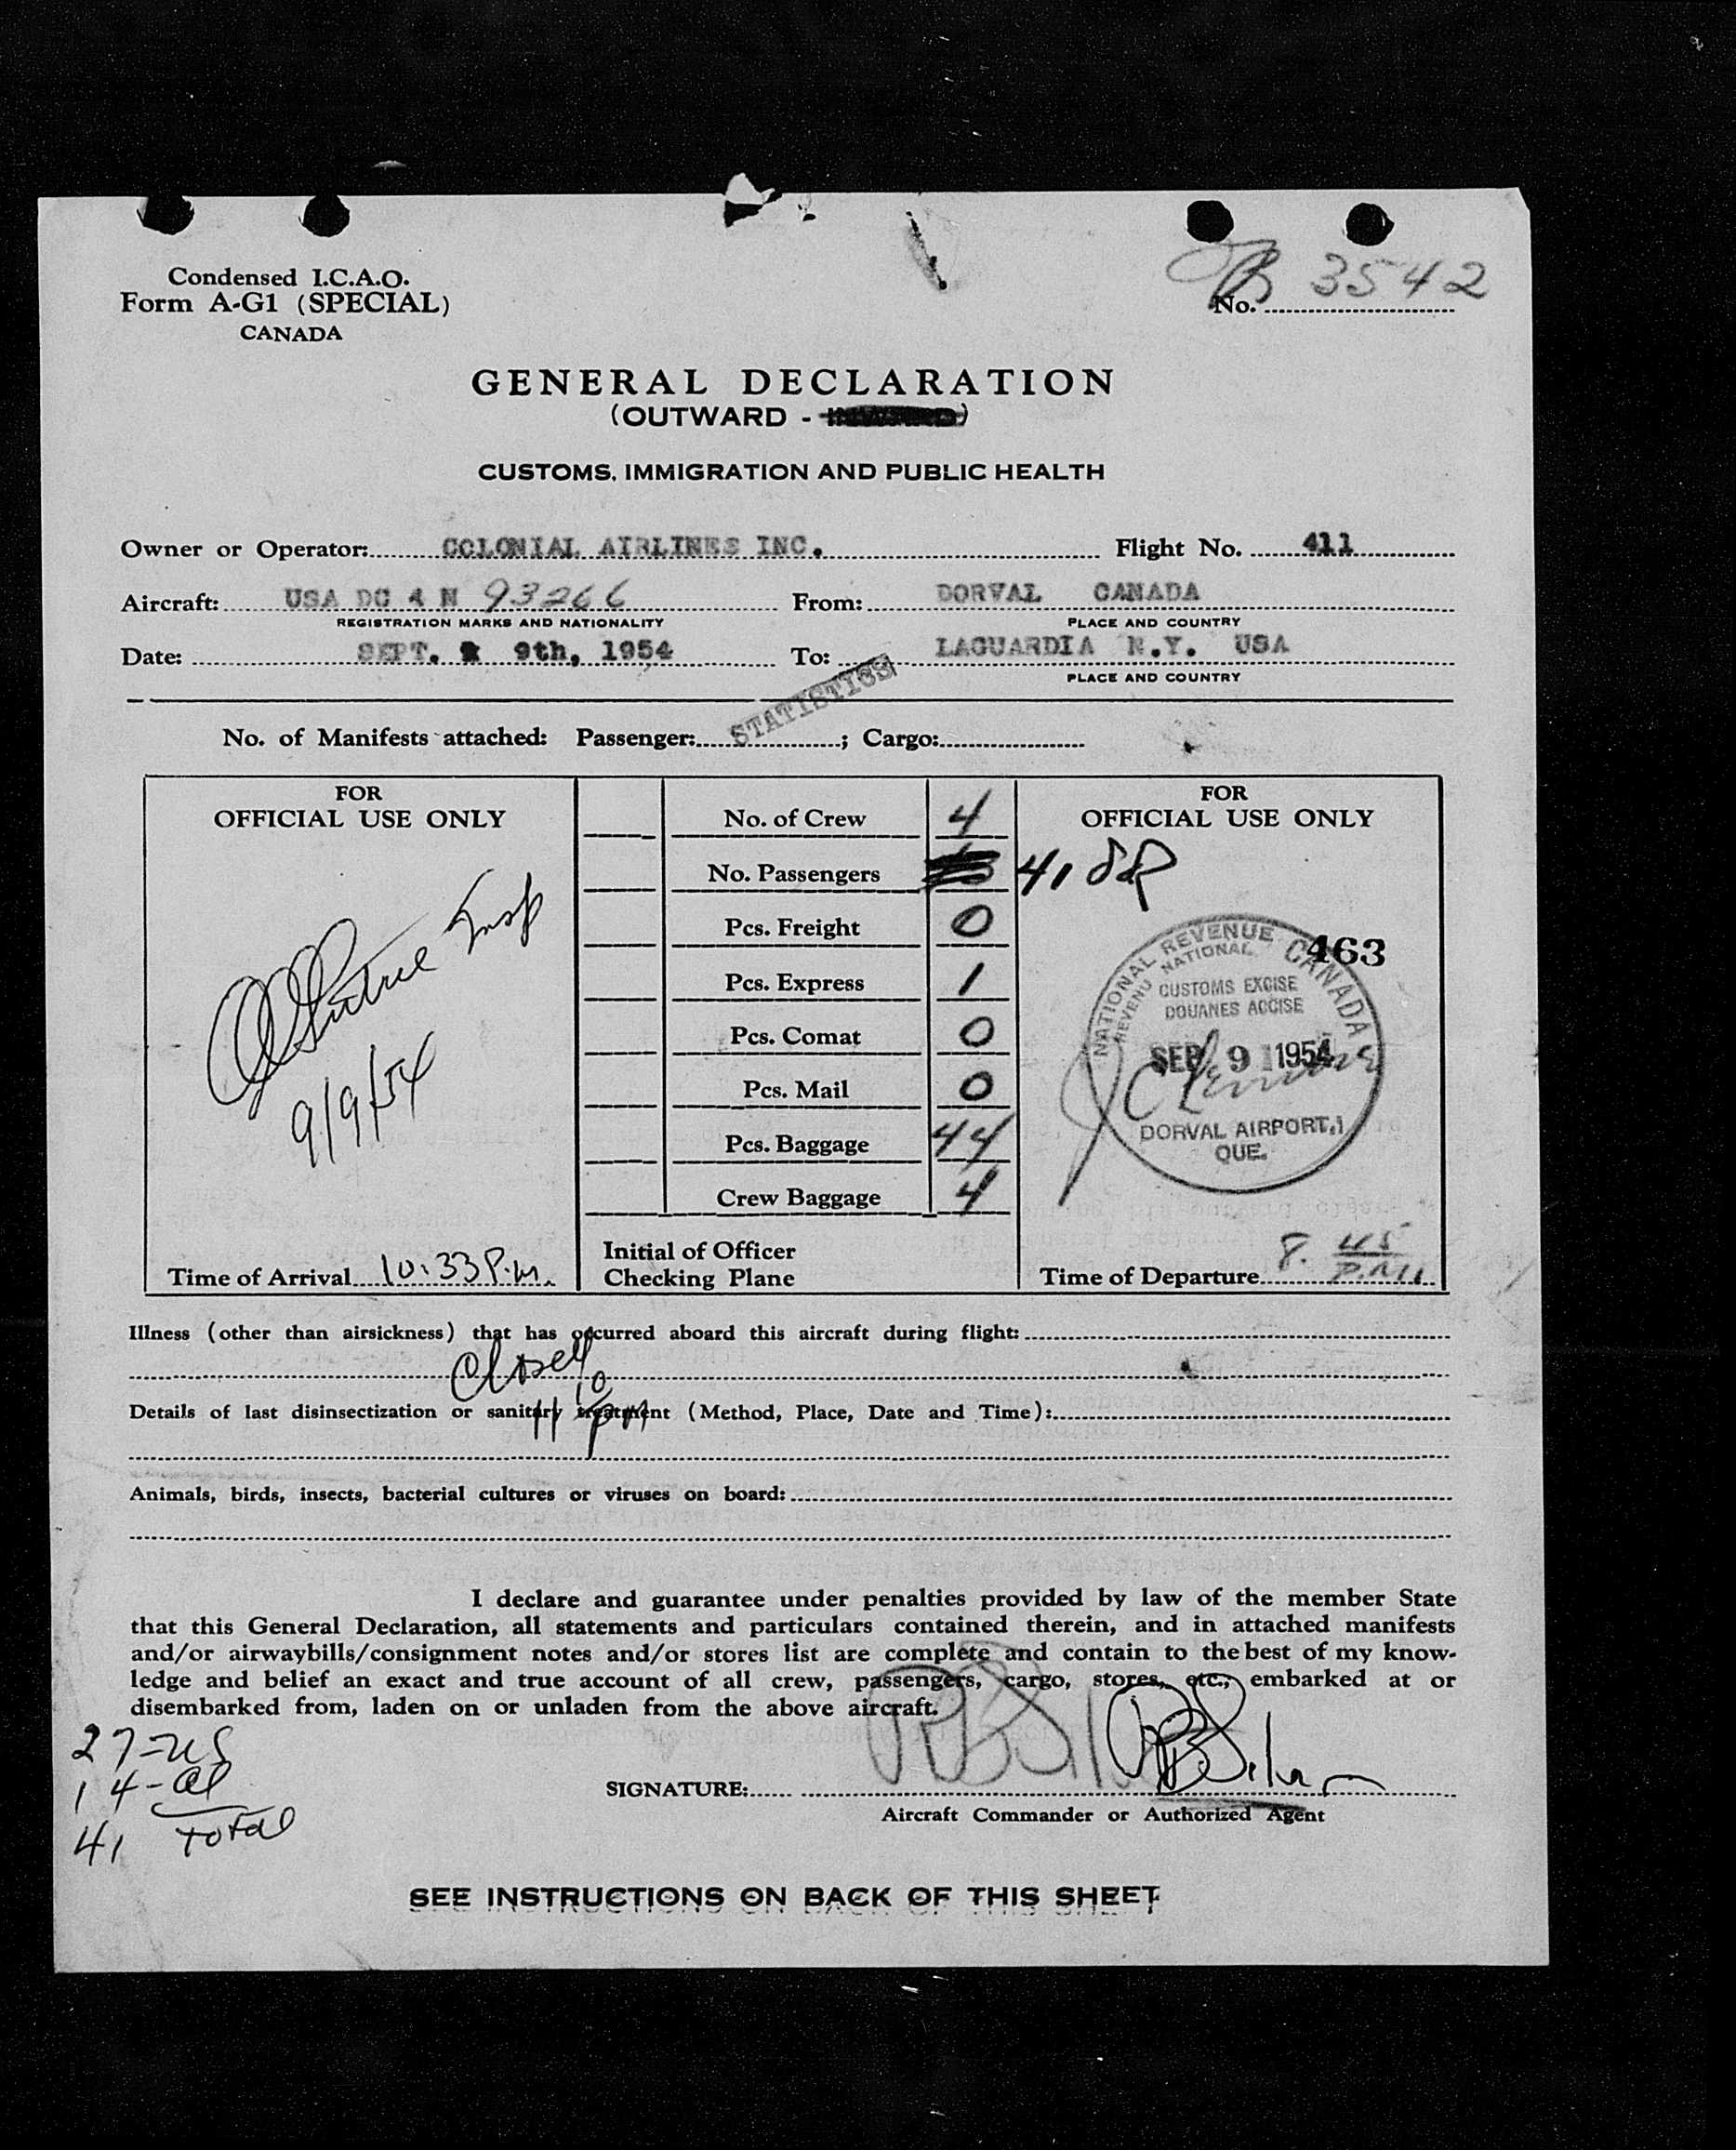 Condensed I.C.A.O.
Form A-G1 (SPECIAL)
CANADA
No. 3542
GENERAL DECLARATION
(OUTWARD - INWARD)
CUSTOMS, IMMIGRATION AND PUBLIC HEALTH
Owner or Operator: COLONIAL AIRLINES INC. Flight No. 411
Aircraft: USA DC 4 N 93266 From: DORVAL CANADA
REGISTRATION MARKS AND NATIONALITY PLACE AND COUNTRY
Date: SEPT. 9th, 1954 To: LAGUARDIA N.Y. USA
PLACE AND COUNTRY
STATISTICS
No. of Manifests attached: Passenger: ; Cargo:
FOR
OFFICIAL USE ONLY
Insp
9/9/54
Time of Arrival 10:33 P.M.
No. of Crew 4
No. Passengers 41
Pcs. Freight 0
Pcs. Express 1
Pcs. Comat 0
Pcs. Mail 0
Pcs. Baggage 44
Crew Baggage 4
Initial of Officer
Checking Plane
FOR
OFFICIAL USE ONLY
463
NATIONAL REVENUE CANADA
REVENU NATIONAL
CUSTOMS EXCISE
DOUANES ACCISE
SEP 9 1954
DORVAL AIRPORT, 1
QUE.
Time of Departure 8.45 P.M.
Illness (other than airsickness) that has occurred aboard this aircraft during flight:
Closed
11 10 PM
Details of last disinsectization or sanitary treatment (Method, Place, Date and Time):
Animals, birds, insects, bacterial cultures or viruses on board:
I declare and guarantee under penalties provided by law of the member State
that this General Declaration, all statements and particulars contained therein, and in attached manifests
and/or airwaybills/consignment notes and/or stores list are complete and contain to the best of my know-
ledge and belief an exact and true account of all crew, passengers, cargo, stores, etc., embarked at or
disembarked from, laden on or unladen from the above aircraft.
27-US
14-al
41 Total
SIGNATURE:
Aircraft Commander or Authorized Agent
SEE INSTRUCTIONS ON BACK OF THIS SHEET